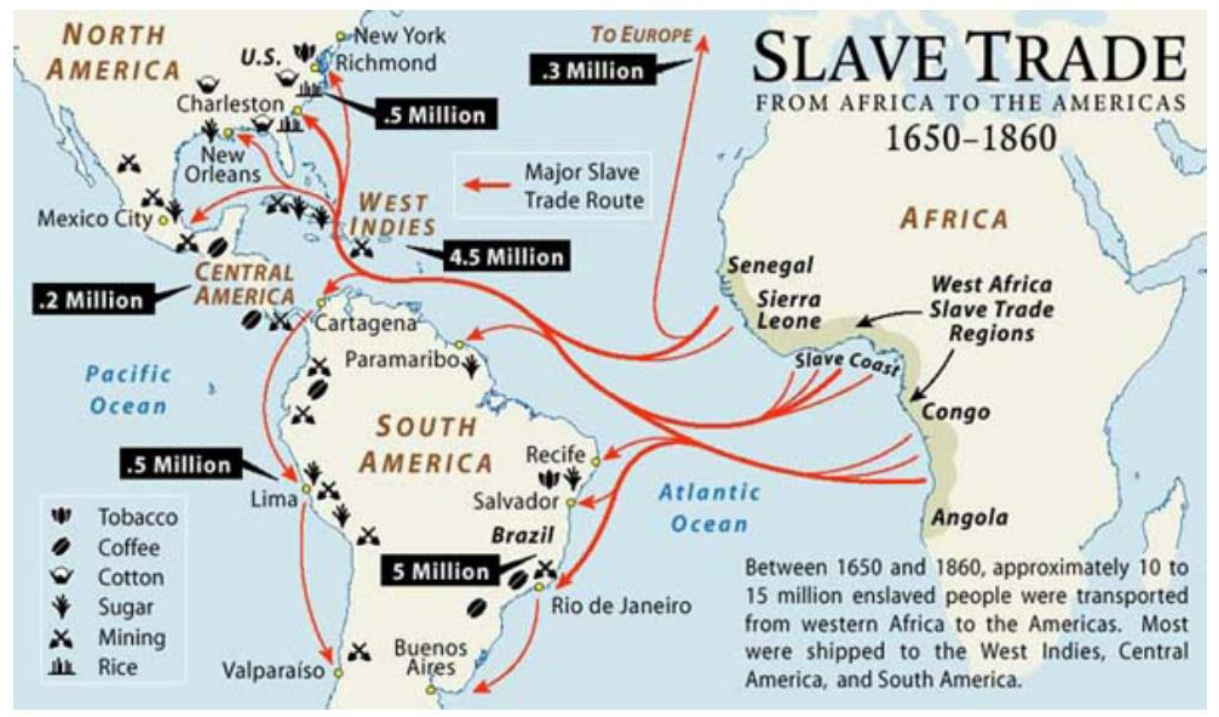 SLAVE TRADE
FROM AFRICA TO THE AMERICAS
1650–1860
NORTH
AMERICA
U.S.
New York
Richmond
Charleston
.5 Million
New
Orleans
Mexico City
TO EUROPE
.3 Million
Major Slave
Trade Route
WEST
INDIES
4.5 Million
CENTRAL
AMERICA
.2 Million
Cartagena
Paramaribo
Pacific
Ocean
SOUTH
AMERICA
.5 Million
Lima
Recife
Salvador
Brazil
5 Million
Rio de Janeiro
Buenos
Aires
Valparaíso
Atlantic
Ocean
AFRICA
Senegal
Sierra
Leone
West Africa
Slave Trade
Regions
Slave Coast
Congo
Angola
Tobacco
Coffee
Cotton
Sugar
Mining
Rice
Between 1650 and 1860, approximately 10 to
15 million enslaved people were transported
from western Africa to the Americas. Most
were shipped to the West Indies, Central
America, and South America.